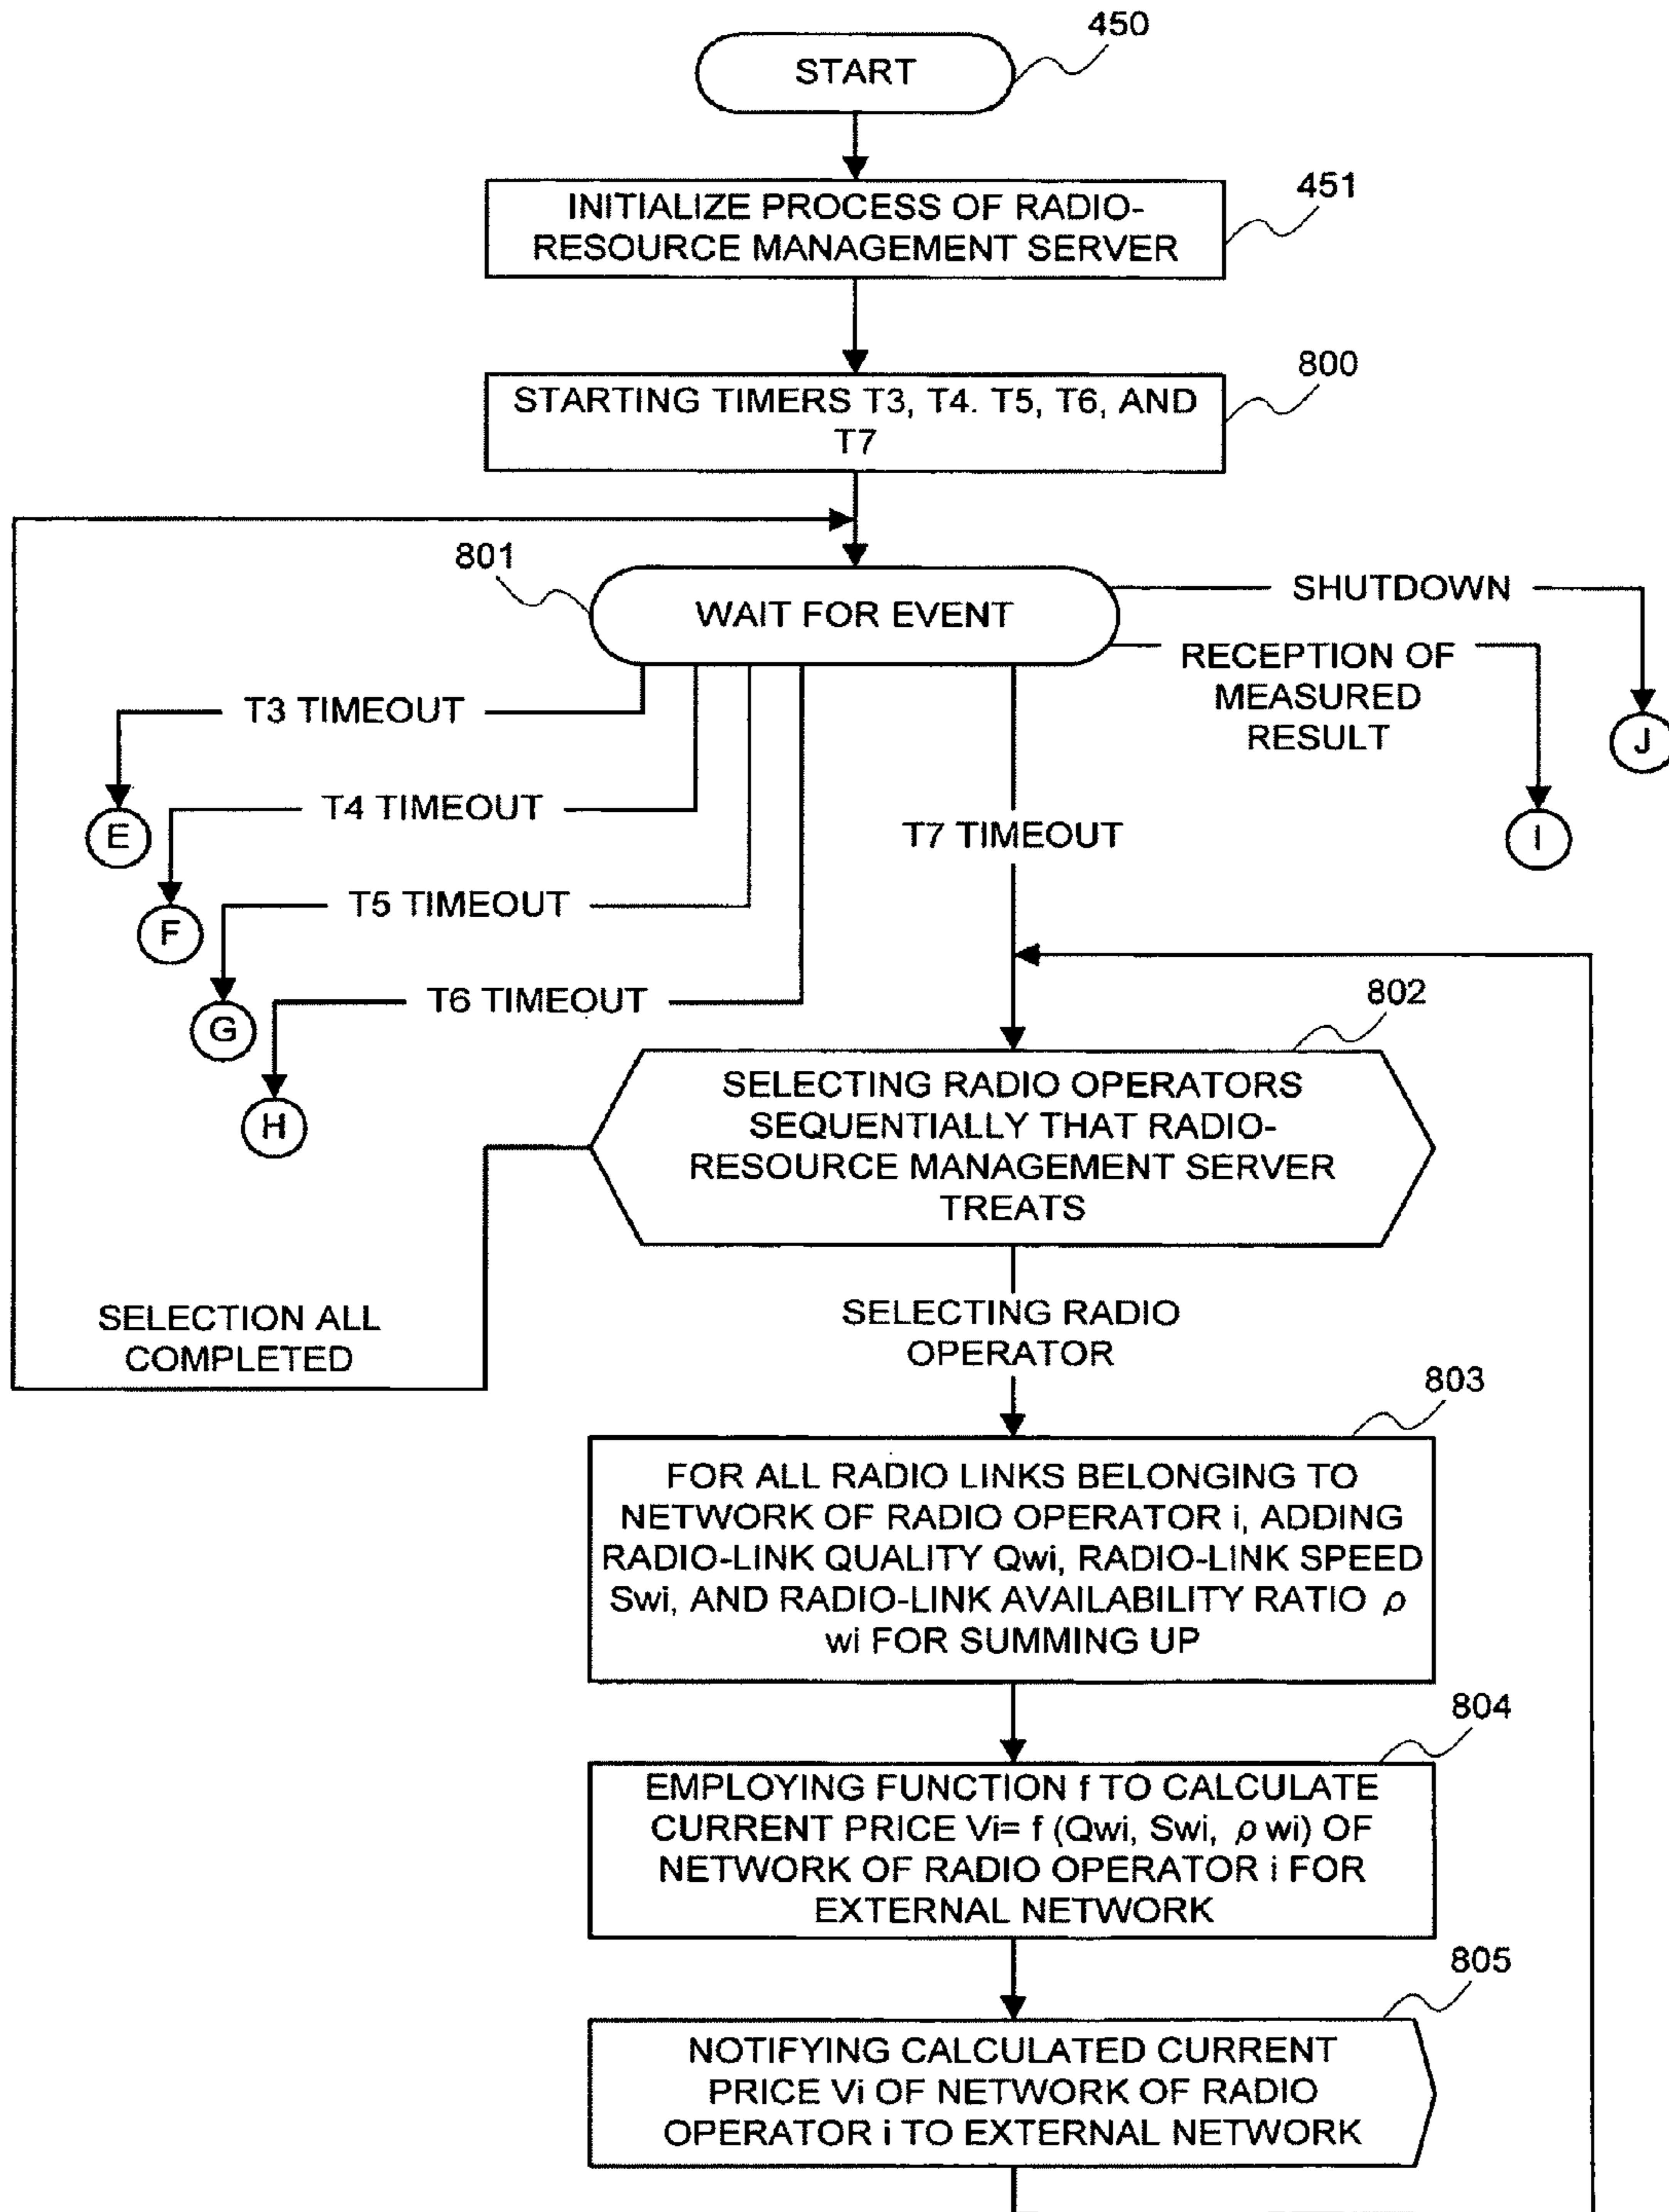 450
START
INITIALIZE PROCESS OF RADIO-
RESOURCE MANAGEMENT SERVER
451
STARTING TIMERS T3, T4. T5, T6, AND
T7
800
801
WAIT FOR EVENT
SHUTDOWN
RECEPTION OF
MEASURED
RESULT
J
I
T3 TIMEOUT
E
T4 TIMEOUT
F
T5 TIMEOUT
G
T6 TIMEOUT
H
T7 TIMEOUT
802
SELECTING RADIO OPERATORS
SEQUENTIALLY THAT RADIO-
RESOURCE MANAGEMENT SERVER
TREATS
SELECTION ALL
COMPLETED
SELECTING RADIO
OPERATOR
803
FOR ALL RADIO LINKS BELONGING TO
NETWORK OF RADIO OPERATOR i, ADDING
RADIO-LINK QUALITY Qwi, RADIO-LINK SPEED
Swi, AND RADIO-LINK AVAILABILITY RATIO ρ
wi FOR SUMMING UP
804
EMPLOYING FUNCTION f TO CALCULATE
CURRENT PRICE Vi= f (Qwi, Swi, ρ wi) OF
NETWORK OF RADIO OPERATOR i FOR
EXTERNAL NETWORK
805
NOTIFYING CALCULATED CURRENT
PRICE Vi OF NETWORK OF RADIO
OPERATOR i TO EXTERNAL NETWORK